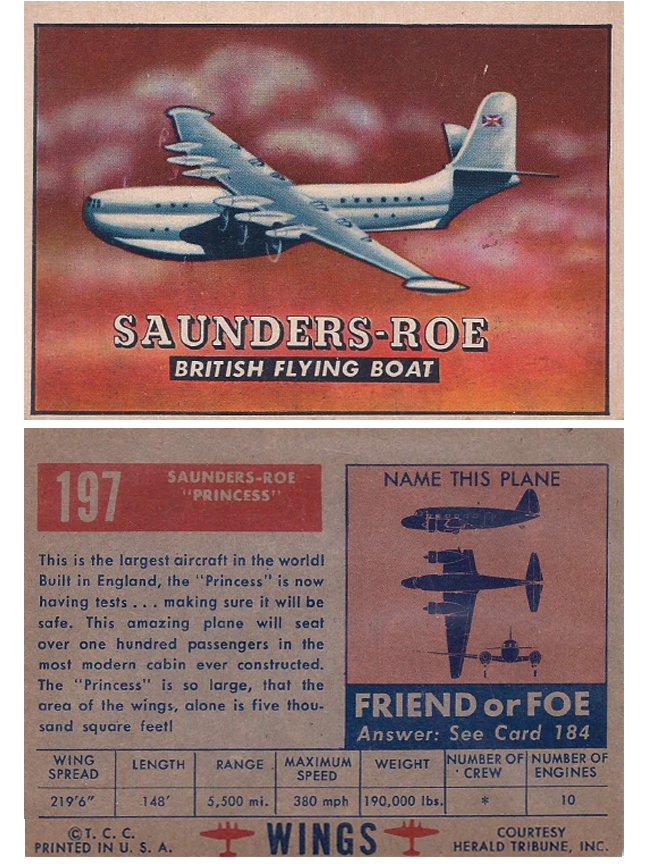 SAUNDERS-ROE
BRITISH FLYING BOAT
197
SAUNDERS-ROE
"PRINCESS"
This is the largest aircraft in the world!
Built in England, the "Princess" is now
having tests . . . making sure it will be
safe. This amazing plane will seat
over one hundred passengers in the
most modern cabin ever constructed.
The "Princess" is so large, that the
area of the wings, alone is five thou-
sand square feet!
NAME THIS PLANE
FRIEND or FOE
Answer: See Card 184
WING SPREAD LENGTH RANGE MAXIMUM SPEED WEIGHT NUMBER OF CREW NUMBER OF ENGINES
219'6" 148' 5,500 mi. 380 mph 190,000 lbs. * 10
© T. C. C.
PRINTED IN U. S. A.
WINGS
COURTESY
HERALD TRIBUNE, INC.